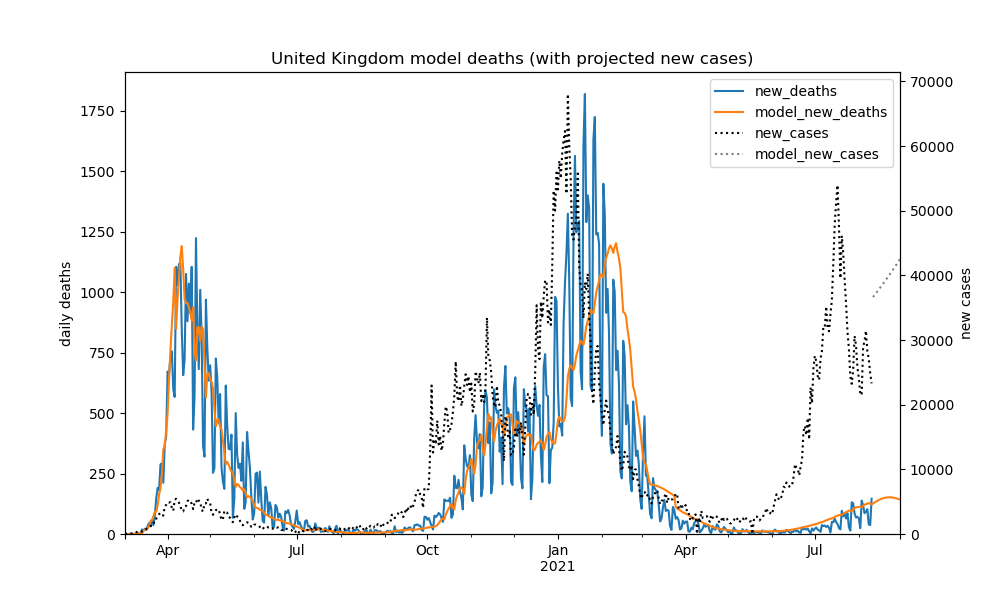 United Kingdom model deaths (with projected new cases)
new_deaths
model_new_deaths
new_cases
model_new_cases
daily deaths
1750
1500
1250
1000
750
500
250
0
new cases
70000
60000
50000
40000
30000
20000
10000
0
Apr
Jul
Oct
Jan
2021
Apr
Jul